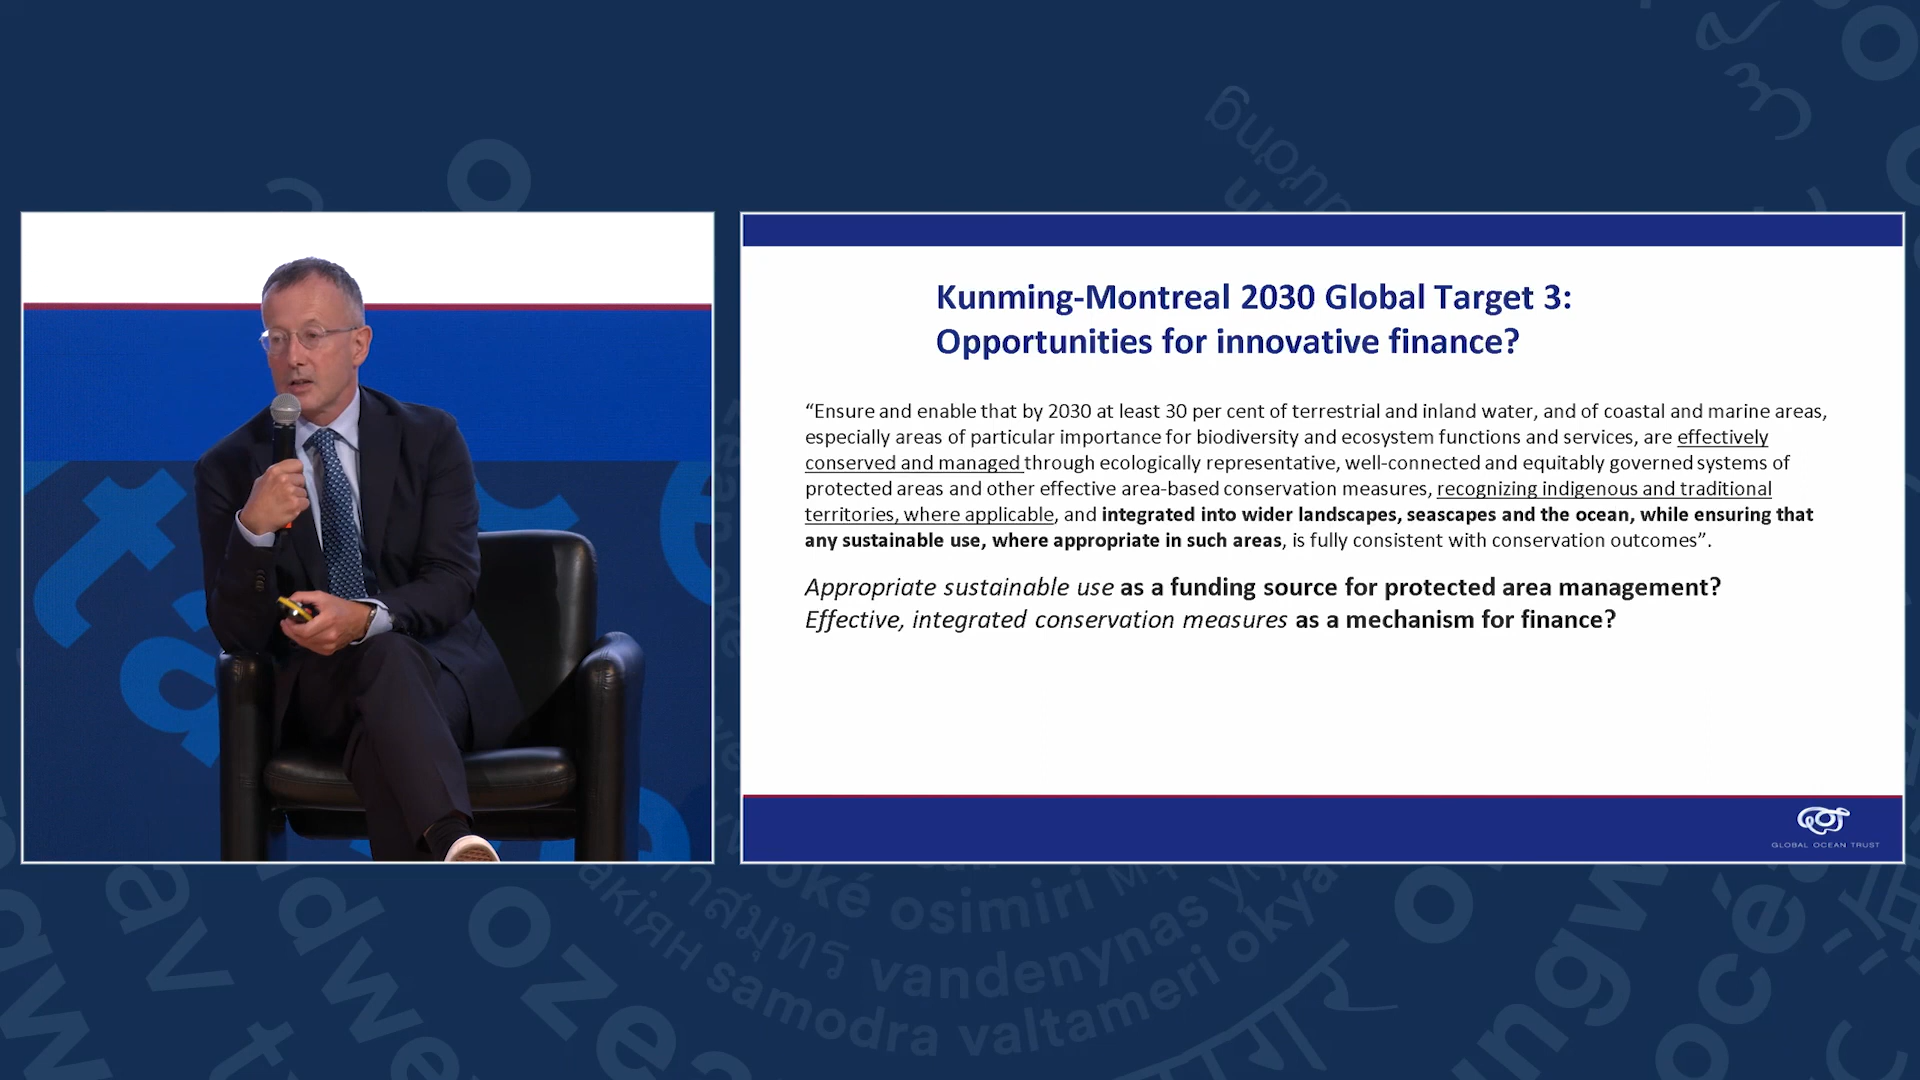 Kunming-Montreal 2030 Global Target 3:
Opportunities for innovative finance?
“Ensure and enable that by 2030 at least 30 per cent of terrestrial and inland water, and of coastal and marine areas,
especially areas of particular importance for biodiversity and ecosystem functions and services, are effectively
conserved and managed through ecologically representative, well-connected and equitably governed systems of
protected areas and other effective area-based conservation measures, recognizing indigenous and traditional
territories, where applicable, and integrated into wider landscapes, seascapes and the ocean, while ensuring that
any sustainable use, where appropriate in such areas, is fully consistent with conservation outcomes”.
Appropriate sustainable use as a funding source for protected area management?
Effective, integrated conservation measures as a mechanism for finance?
GLOBAL OCEAN TRUST
osimiri
vandenynas
samodra valtameri